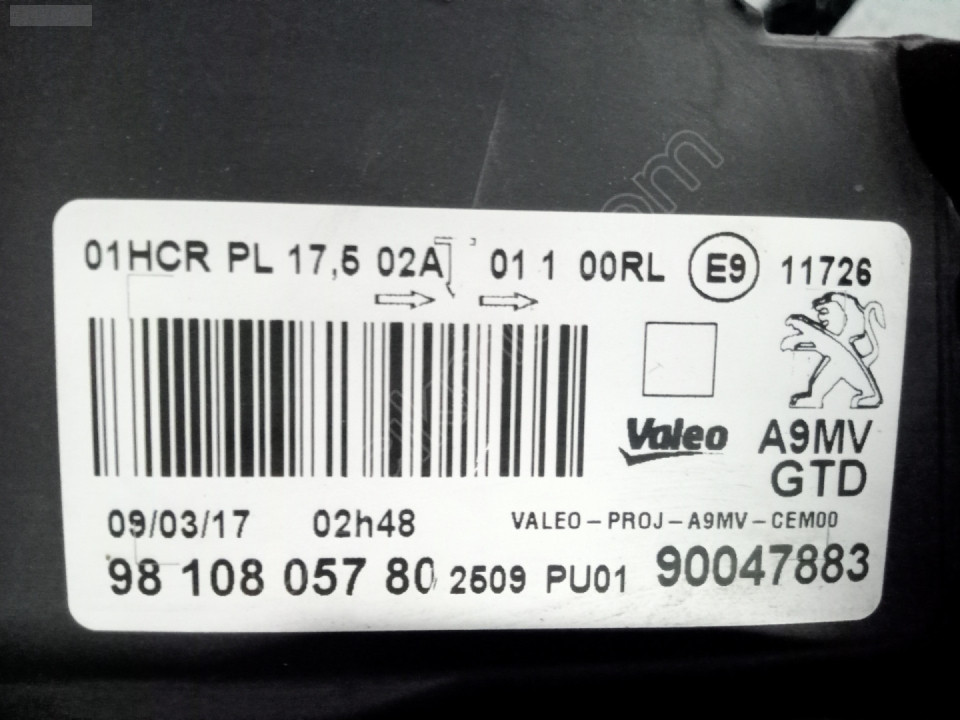 01HCR PL 17,5 02A 01 1 00RL E9 11726
Valeo A9MV
GTD
09/03/17 02h48 VALEO-PROJ-A9MV-CEM00
98 108 057 80 2509 PU01 90047883